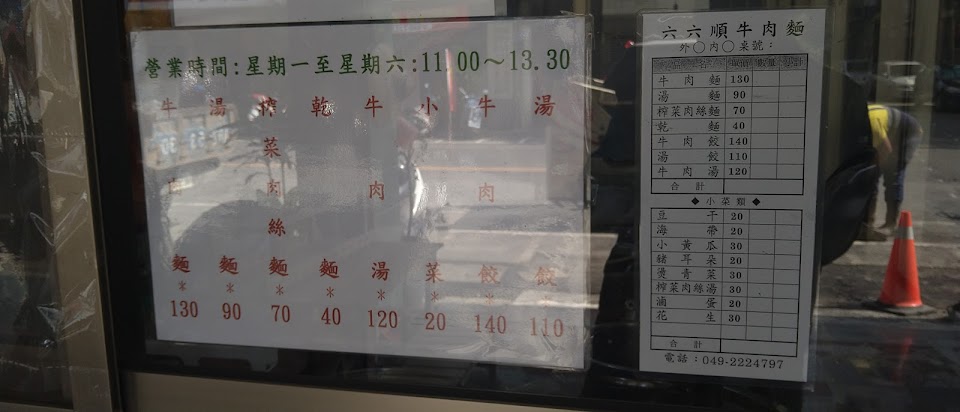 營業時間:星期一至星期六:11.00～13.30
牛肉麵 130
湯麵 90
榨菜肉絲麵 70
乾麵 40
牛肉湯 * 120
小菜 * 20
牛肉餃 * 140
湯餃 * 110
六六順牛肉麵
外○內○桌號:
牛肉麵 130
湯麵 90
榨菜肉絲麵 70
乾麵 40
牛肉餃 140
湯餃 110
牛肉湯 120
合計
◆小菜類◆
豆干 20
海帶 20
小黃瓜 30
豬耳朵 20
燙青菜 30
榨菜肉絲湯 30
滷蛋 20
花生 30
合計
電話:049-2224797